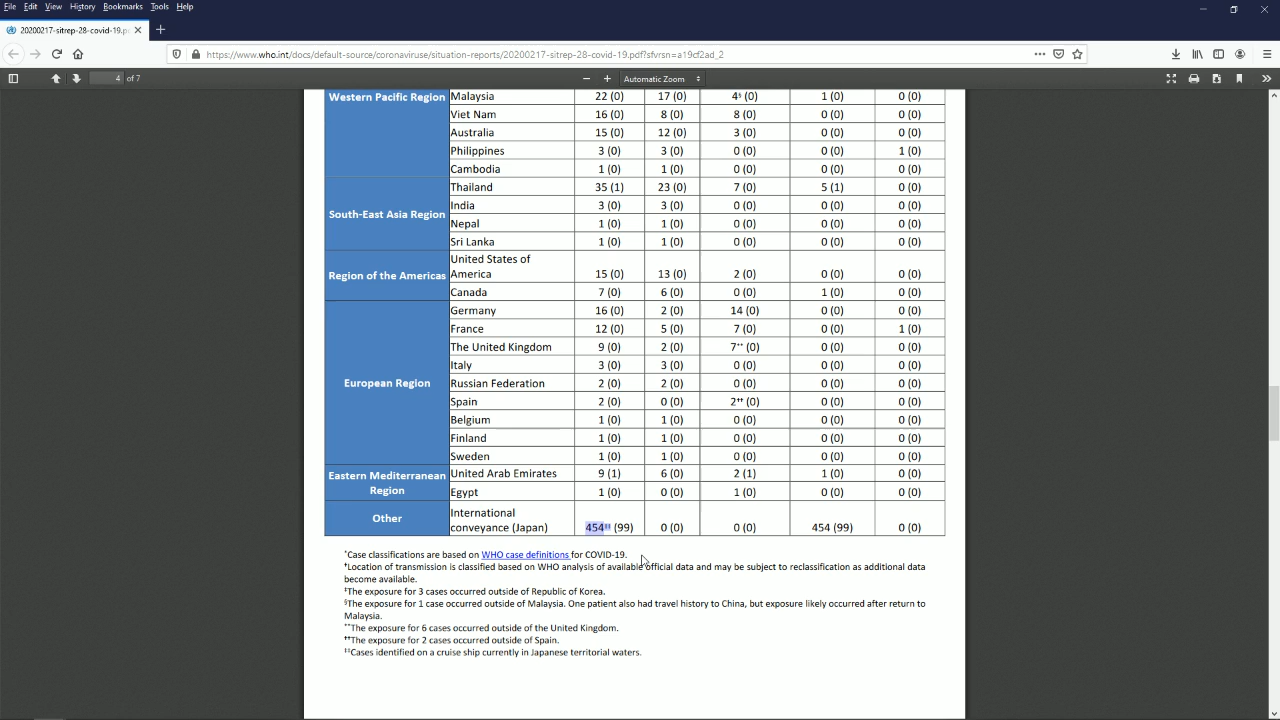 File Edit View History Bookmarks Tools Help
20200217-sitrep-28-covid-19.p
https://www.who.int/docs/default-source/coronaviruse/situation-reports/20200217-sitrep-28-covid-19.pdf?sfvrsn=a19cf2ad_2
4 of 7 Automatic Zoom
Western Pacific Region Malaysia 22 (0) 17 (0) 4§ (0) 1 (0) 0 (0)
Viet Nam 16 (0) 8 (0) 8 (0) 0 (0) 0 (0)
Australia 15 (0) 12 (0) 3 (0) 0 (0) 0 (0)
Philippines 3 (0) 3 (0) 0 (0) 0 (0) 1 (0)
Cambodia 1 (0) 1 (0) 0 (0) 0 (0) 0 (0)
Thailand 35 (1) 23 (0) 7 (0) 5 (1) 0 (0)
India 3 (0) 3 (0) 0 (0) 0 (0) 0 (0)
South-East Asia Region
Nepal 1 (0) 1 (0) 0 (0) 0 (0) 0 (0)
Sri Lanka 1 (0) 1 (0) 0 (0) 0 (0) 0 (0)
United States of
America 15 (0) 13 (0) 2 (0) 0 (0) 0 (0)
Region of the Americas
Canada 7 (0) 6 (0) 0 (0) 1 (0) 0 (0)
Germany 16 (0) 2 (0) 14 (0) 0 (0) 0 (0)
France 12 (0) 5 (0) 7 (0) 0 (0) 1 (0)
The United Kingdom 9 (0) 2 (0) 7** (0) 0 (0) 0 (0)
Italy 3 (0) 3 (0) 0 (0) 0 (0) 0 (0)
European Region Russian Federation 2 (0) 2 (0) 0 (0) 0 (0) 0 (0)
Spain 2 (0) 0 (0) 2†† (0) 0 (0) 0 (0)
Belgium 1 (0) 1 (0) 0 (0) 0 (0) 0 (0)
Finland 1 (0) 1 (0) 0 (0) 0 (0) 0 (0)
Sweden 1 (0) 1 (0) 0 (0) 0 (0) 0 (0)
Eastern Mediterranean United Arab Emirates 9 (1) 6 (0) 2 (1) 1 (0) 0 (0)
Region Egypt 1 (0) 0 (0) 1 (0) 0 (0) 0 (0)
International
Other
conveyance (Japan) 454‡‡ (99) 0 (0) 0 (0) 454 (99) 0 (0)
*Case classifications are based on WHO case definitions for COVID-19.
†Location of transmission is classified based on WHO analysis of available official data and may be subject to reclassification as additional data
become available.
‡The exposure for 3 cases occurred outside of Republic of Korea.
§The exposure for 1 case occurred outside of Malaysia. One patient also had travel history to China, but exposure likely occurred after return to
Malaysia.
**The exposure for 6 cases occurred outside of the United Kingdom.
††The exposure for 2 cases occurred outside of Spain.
‡‡Cases identified on a cruise ship currently in Japanese territorial waters.